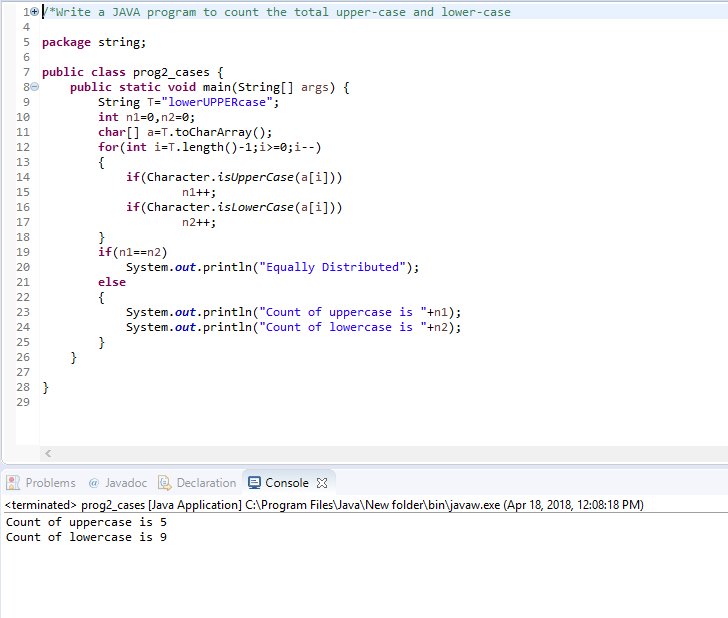 1 /*Write a JAVA program to count the total upper-case and lower-case
4
5 package string;
6
7 public class prog2_cases {
8     public static void main(String[] args) {
9         String T="lowerUPPERcase";
10         int n1=0,n2=0;
11         char[] a=T.toCharArray();
12         for(int i=T.length()-1;i>=0;i--)
13         {
14             if(Character.isUpperCase(a[i]))
15                     n1++;
16             if(Character.isLowerCase(a[i]))
17                     n2++;
18         }
19         if(n1==n2)
20             System.out.println("Equally Distributed");
21         else
22         {
23             System.out.println("Count of uppercase is "+n1);
24             System.out.println("Count of lowercase is "+n2);
25         }
26     }
27
28 }
29
Problems @ Javadoc Declaration Console
<terminated> prog2_cases [Java Application] C:\Program Files\Java\New folder\bin\javaw.exe (Apr 18, 2018, 12:08:18 PM)
Count of uppercase is 5
Count of lowercase is 9